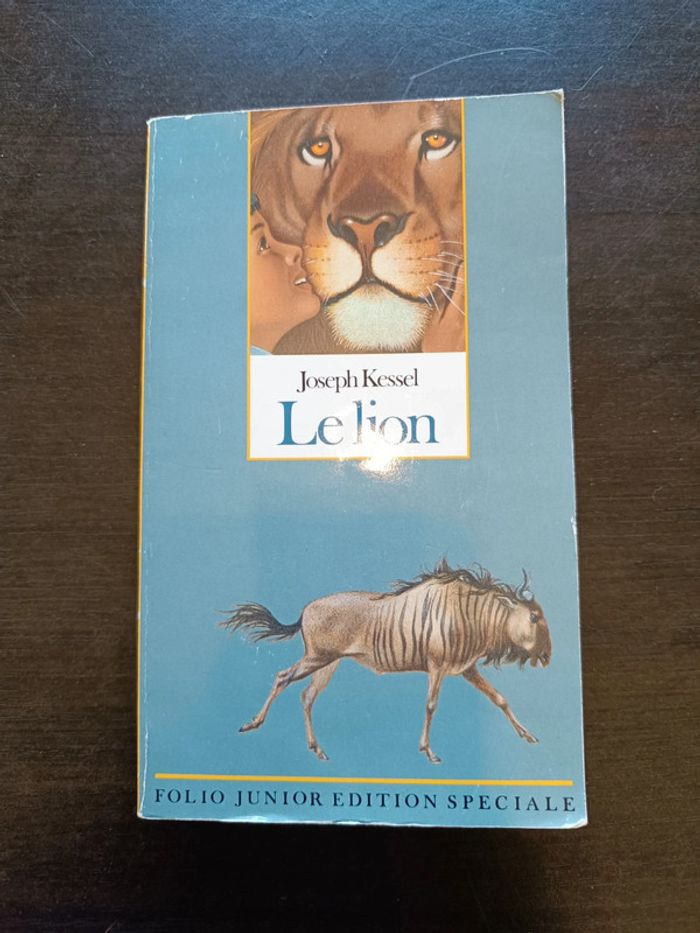 Joseph Kessel
Le lion
FOLIO JUNIOR EDITION SPECIALE